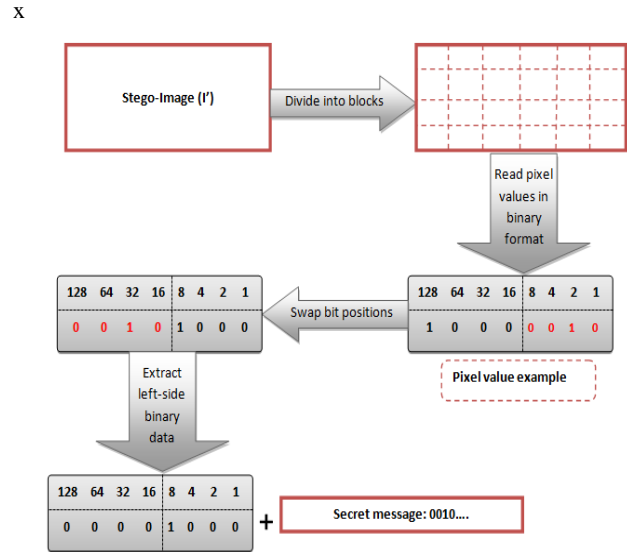 x
Stego-Image (I')
Divide into blocks
Read pixel
values in
binary
format
128 64 32 16 8 4 2 1
0 0 1 0 1 0 0 0
Swap bit positions
128 64 32 16 8 4 2 1
1 0 0 0 0 0 1 0
Pixel value example
Extract
left-side
binary
data
128 64 32 16 8 4 2 1
0 0 0 0 1 0 0 0
+
Secret message: 0010....